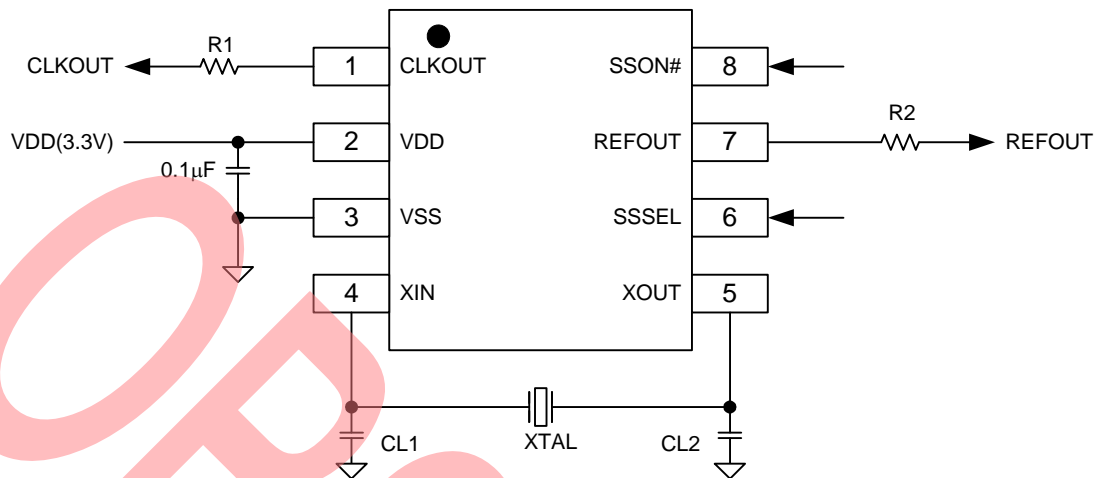 R1
CLKOUT 1 CLKOUT SSON# 8
R2
VDD(3.3V) 2 VDD REFOUT 7 REFOUT
0.1μF
3 VSS SSSEL 6
4 XIN XOUT 5
CL1 XTAL CL2